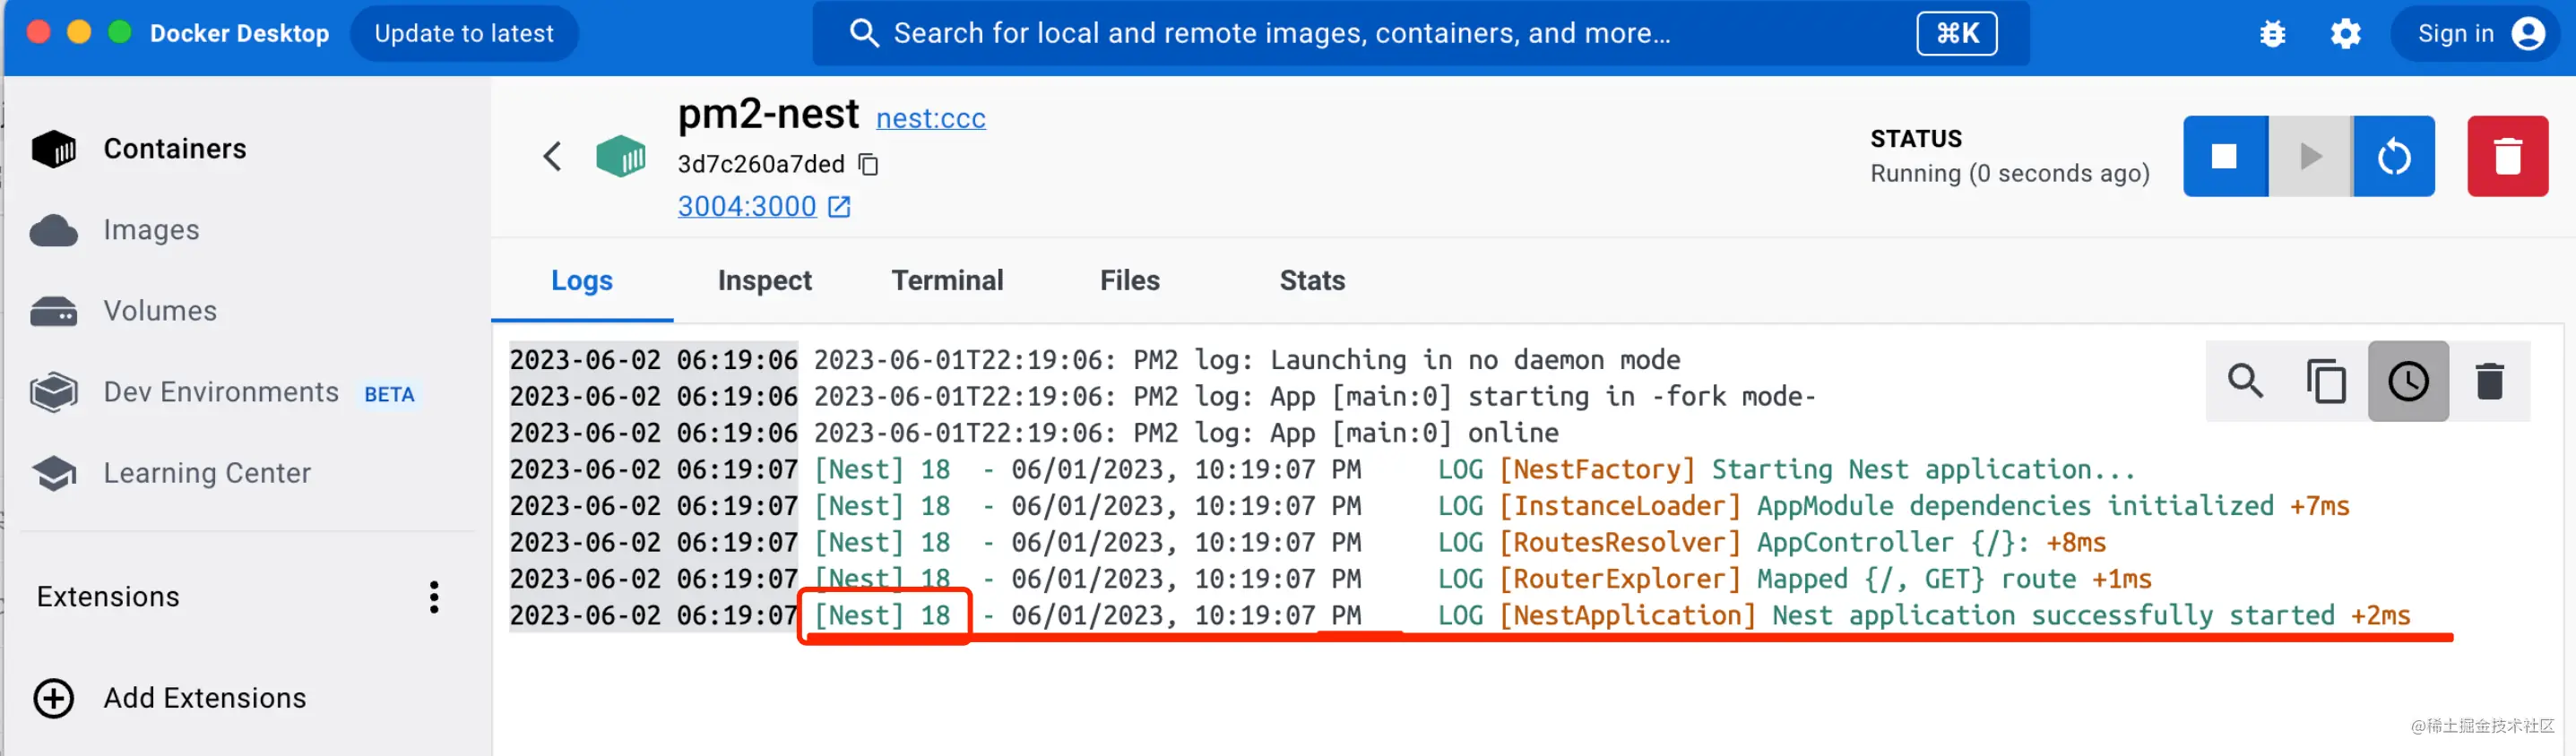 Docker Desktop
Update to latest
Search for local and remote images, containers, and more...
⌘K
Sign in
Containers
Images
Volumes
Dev Environments BETA
Learning Center
Extensions
Add Extensions
pm2-nest nest:ccc
3d7c260a7ded
3004:3000
STATUS
Running (0 seconds ago)
Logs Inspect Terminal Files Stats
2023-06-02 06:19:06 2023-06-01T22:19:06: PM2 log: Launching in no daemon mode
2023-06-02 06:19:06 2023-06-01T22:19:06: PM2 log: App [main:0] starting in -fork mode-
2023-06-02 06:19:06 2023-06-01T22:19:06: PM2 log: App [main:0] online
2023-06-02 06:19:07 [Nest] 18 - 06/01/2023, 10:19:07 PM LOG [NestFactory] Starting Nest application...
2023-06-02 06:19:07 [Nest] 18 - 06/01/2023, 10:19:07 PM LOG [InstanceLoader] AppModule dependencies initialized +7ms
2023-06-02 06:19:07 [Nest] 18 - 06/01/2023, 10:19:07 PM LOG [RoutesResolver] AppController {/}: +8ms
2023-06-02 06:19:07 [Nest] 18 - 06/01/2023, 10:19:07 PM LOG [RouterExplorer] Mapped {/, GET} route +1ms
2023-06-02 06:19:07 [Nest] 18 - 06/01/2023, 10:19:07 PM LOG [NestApplication] Nest application successfully started +2ms
@稀土掘金技术社区